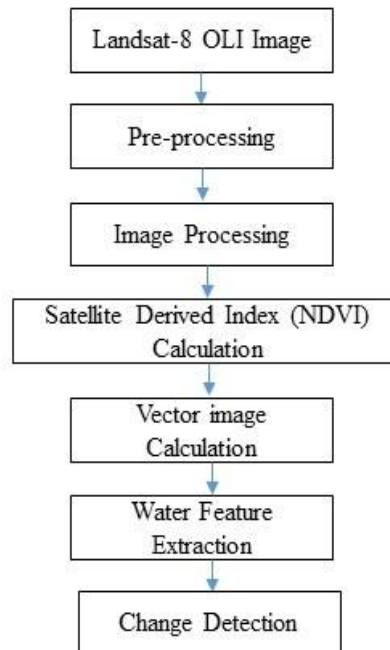 Landsat-8 OLI Image
Pre-processing
Image Processing
Satellite Derived Index (NDVI)
Calculation
Vector image
Calculation
Water Feature
Extraction
Change Detection